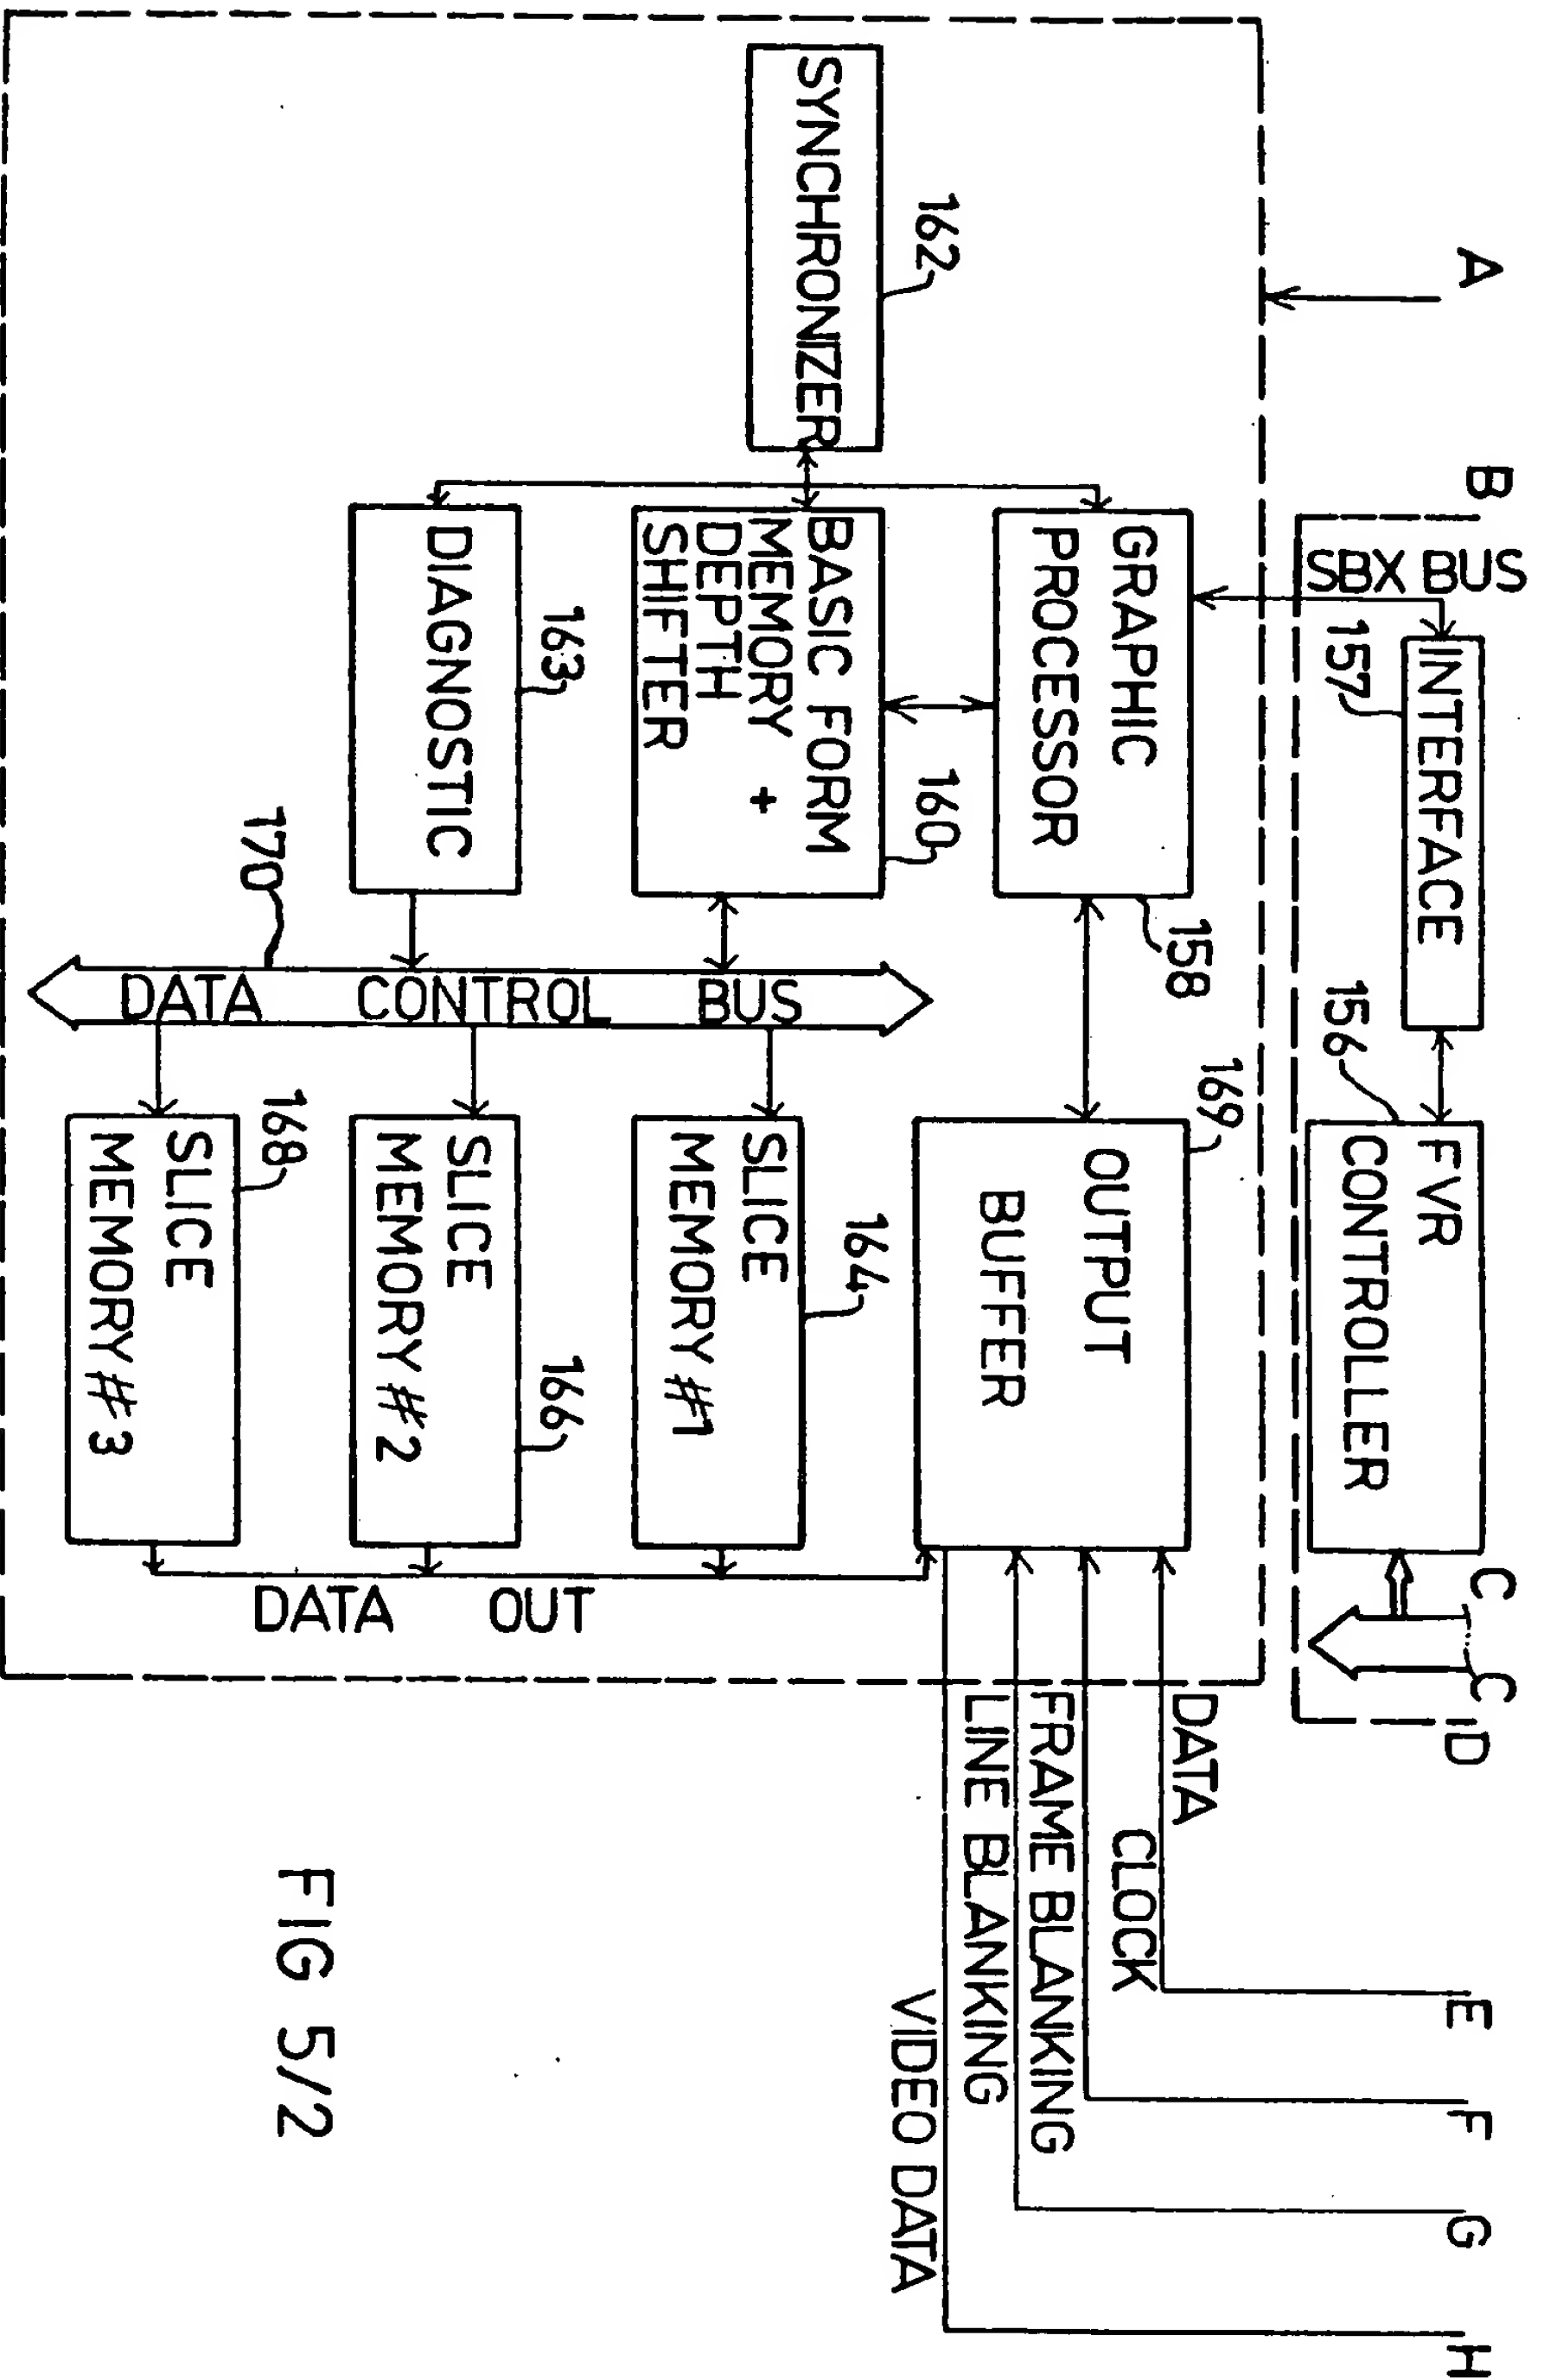 A
B
C
C
D
E
F
G
H
SBX BUS
INTERFACE
157
FVR
CONTROLLER
156
GRAPHIC
PROCESSOR
158
OUTPUT
BUFFER
169
DATA
CLOCK
FRAME BLANKING
LINE BLANKING
VIDEO DATA
SYNCHRONIZER
162
BASIC FORM
MEMORY +
DEPTH
SHIFTER
160
DIAGNOSTIC
163
DATA CONTROL BUS
170
SLICE
MEMORY #1
164
SLICE
MEMORY #2
166
SLICE
MEMORY #3
168
DATA OUT
FIG 5/2